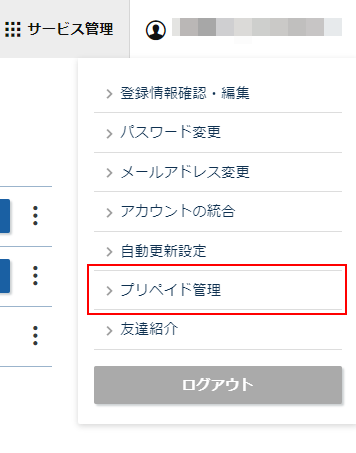 サービス管理
登録情報確認・編集
パスワード変更
メールアドレス変更
アカウントの統合
自動更新設定
プリペイド管理
友達紹介
ログアウト